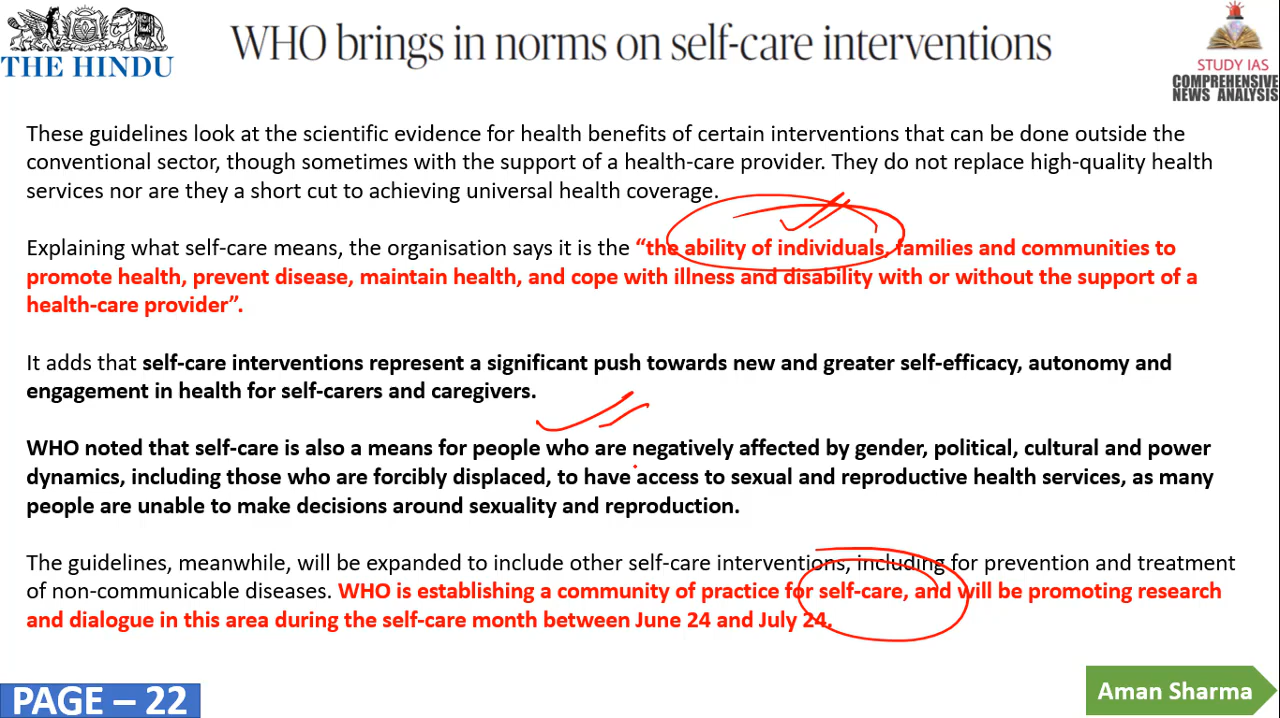 THE HINDU
WHO brings in norms on self-care interventions
STUDY IAS
COMPREHENSIVE
NEWS ANALYSIS
These guidelines look at the scientific evidence for health benefits of certain interventions that can be done outside the
conventional sector, though sometimes with the support of a health-care provider. They do not replace high-quality health
services nor are they a short cut to achieving universal health coverage.
Explaining what self-care means, the organisation says it is the “the ability of individuals, families and communities to
promote health, prevent disease, maintain health, and cope with illness and disability with or without the support of a
health-care provider”.
It adds that self-care interventions represent a significant push towards new and greater self-efficacy, autonomy and
engagement in health for self-carers and caregivers.
WHO noted that self-care is also a means for people who are negatively affected by gender, political, cultural and power
dynamics, including those who are forcibly displaced, to have access to sexual and reproductive health services, as many
people are unable to make decisions around sexuality and reproduction.
The guidelines, meanwhile, will be expanded to include other self-care interventions, including for prevention and treatment
of non-communicable diseases. WHO is establishing a community of practice for self-care, and will be promoting research
and dialogue in this area during the self-care month between June 24 and July 24.
PAGE – 22
Aman Sharma